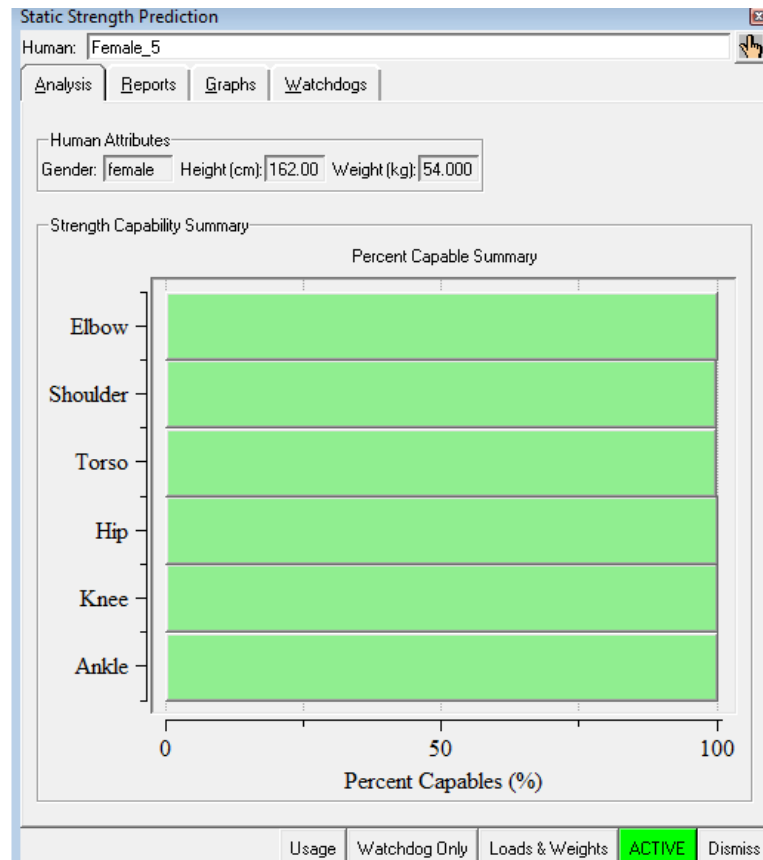 Static Strength Prediction
Human: Female_5
Analysis Reports Graphs Watchdogs
Human Attributes
Gender: female Height (cm): 162.00 Weight (kg): 54.000
Strength Capability Summary
Percent Capable Summary
Elbow
Shoulder
Torso
Hip
Knee
Ankle
0 50 100
Percent Capables (%)
Usage Watchdog Only Loads & Weights ACTIVE Dismiss